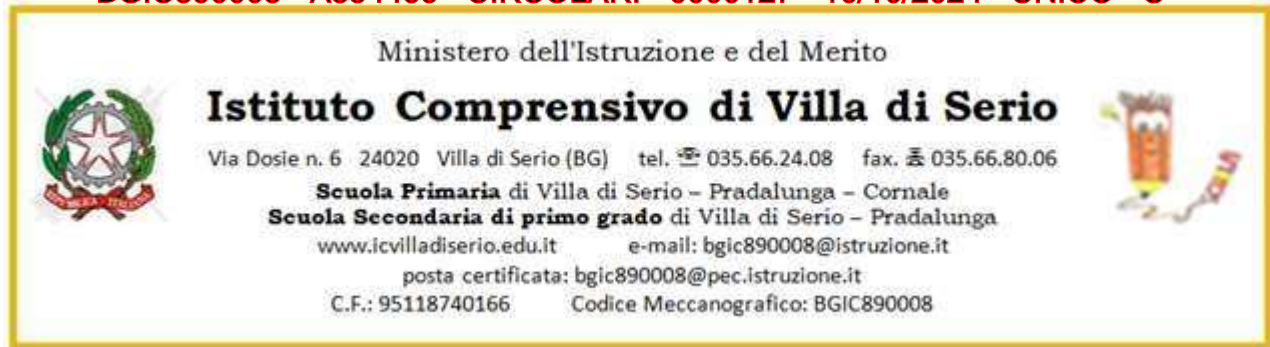 Ministero dell'Istruzione e del Merito
Istituto Comprensivo di Villa di Serio
Via Dosie n. 6 24020 Villa di Serio (BG) tel. ☏ 035.66.24.08 fax. 035.66.80.06
Scuola Primaria di Villa di Serio – Pradalunga – Cornale
Scuola Secondaria di primo grado di Villa di Serio – Pradalunga
www.icvilladiserio.edu.it e-mail: bgic890008@istruzione.it
posta certificata: bgic890008@pec.istruzione.it
C.F.: 95118740166 Codice Meccanografico: BGIC890008
REPVBBLICA ITALIANA